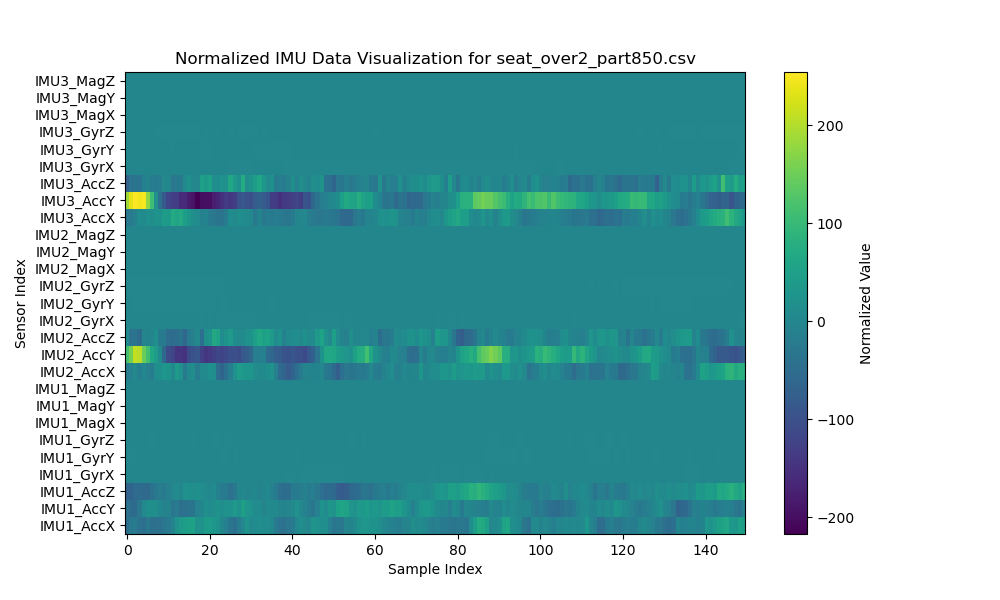 Normalized IMU Data Visualization for seat_over2_part850.csv
IMU3_MagZ
IMU3_MagY
IMU3_MagX
IMU3_GyrZ
IMU3_GyrY
IMU3_GyrX
IMU3_AccZ
IMU3_AccY
IMU3_AccX
IMU2_MagZ
IMU2_MagY
IMU2_MagX
IMU2_GyrZ
IMU2_GyrY
IMU2_GyrX
IMU2_AccZ
IMU2_AccY
IMU2_AccX
IMU1_MagZ
IMU1_MagY
IMU1_MagX
IMU1_GyrZ
IMU1_GyrY
IMU1_GyrX
IMU1_AccZ
IMU1_AccY
IMU1_AccX
Sensor Index
0 20 40 60 80 100 120 140
Sample Index
200
100
0
−100
−200
Normalized Value